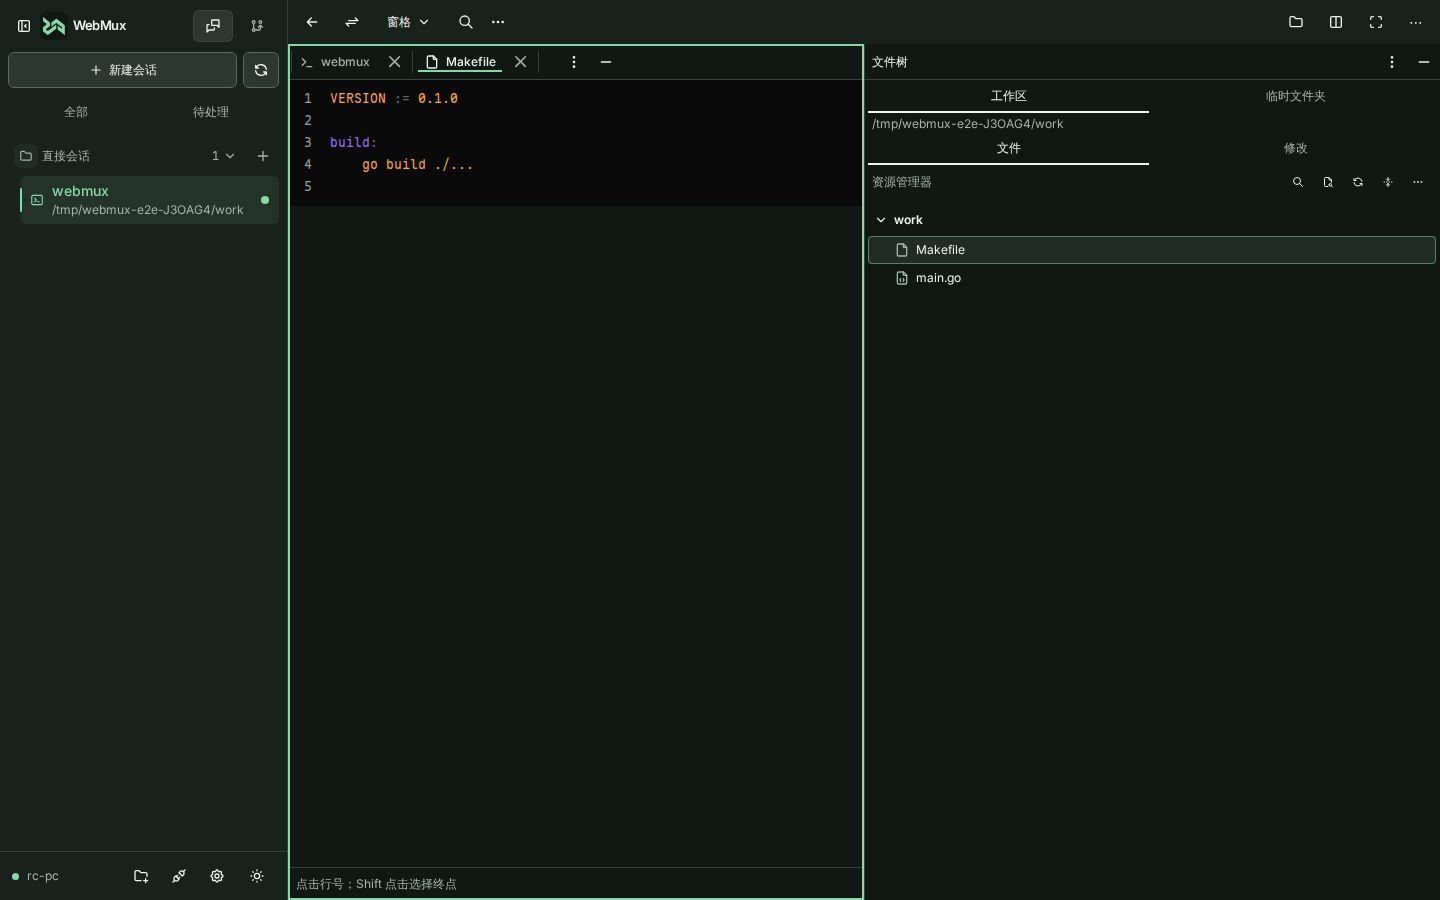 WebMux
新建会话
全部 待处理
直接会话 1
webmux
/tmp/webmux-e2e-J3OAG4/work
rc-pc
窗格
webmux Makefile
1 VERSION := 0.1.0
2
3 build:
4 go build ./...
5
点击行号；Shift 点击选择终点
文件树
工作区 临时文件夹
/tmp/webmux-e2e-J3OAG4/work
文件 修改
资源管理器
work
Makefile
main.go